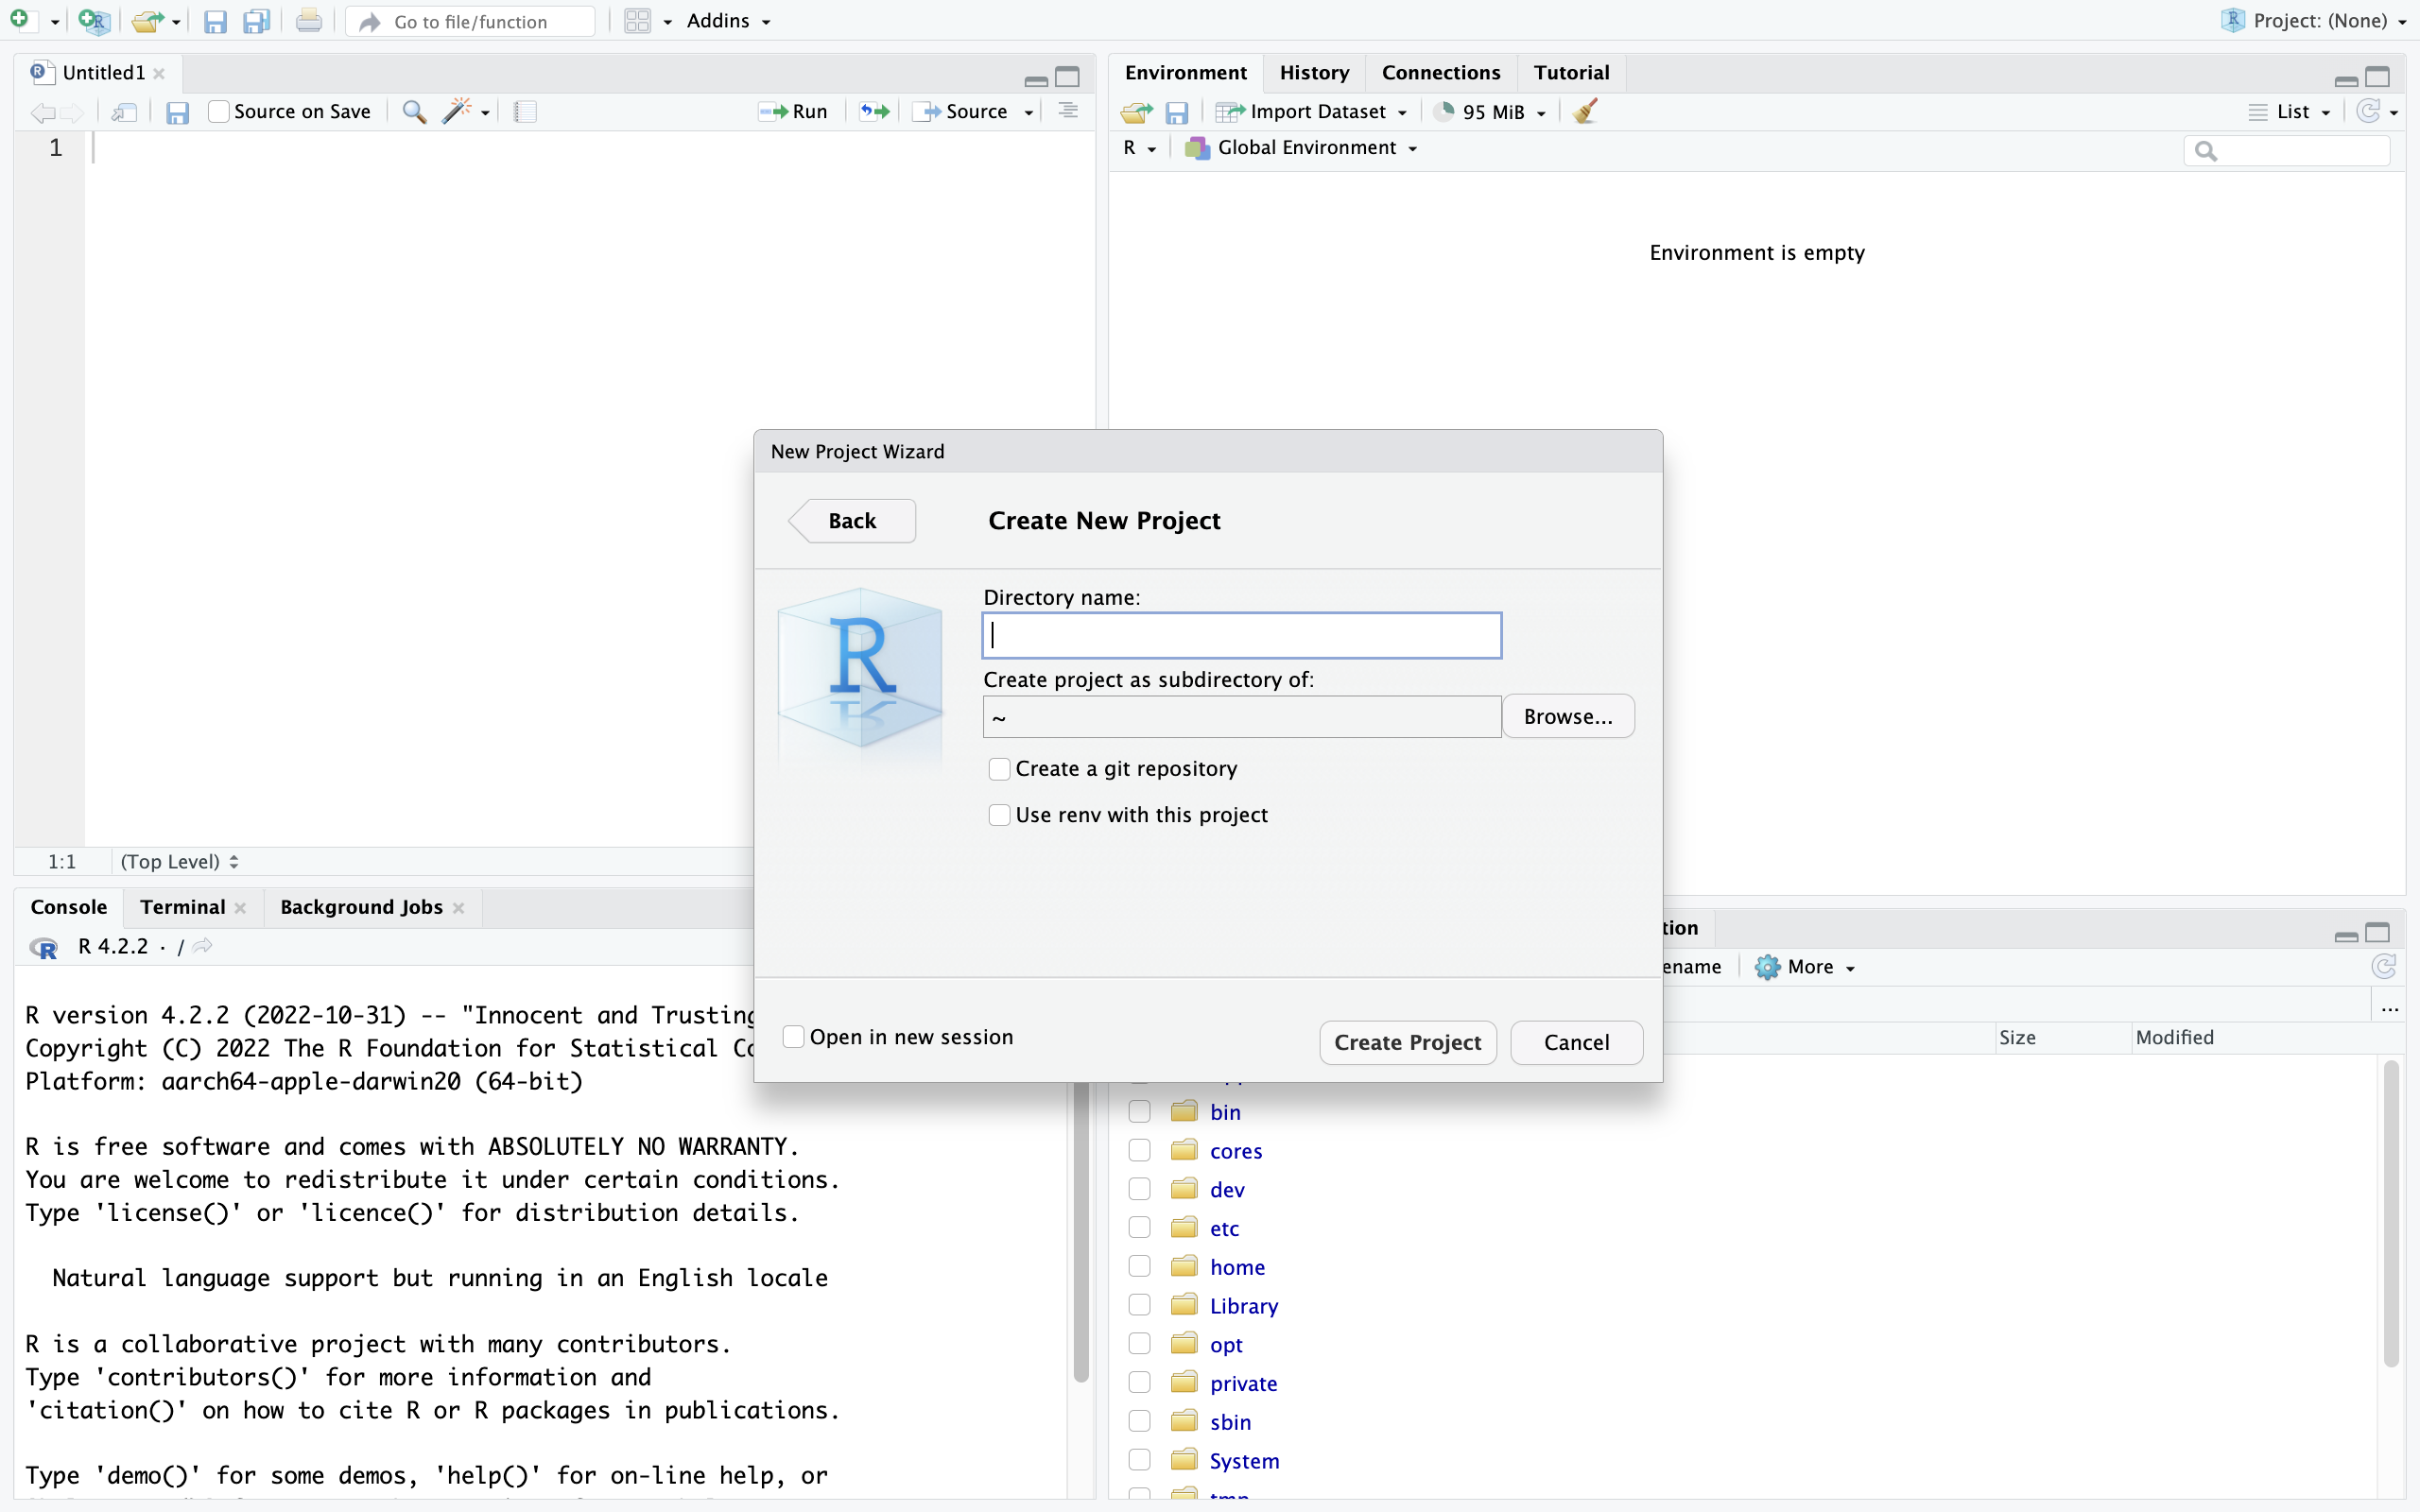 Go to file/function
Addins
Project: (None)
Untitled1
Source on Save
Run
Source
1
1:1
(Top Level)
Environment
History
Connections
Tutorial
Import Dataset
95 MiB
List
R
Global Environment
Environment is empty
New Project Wizard
Back
Create New Project
R
Directory name:
Create project as subdirectory of:
~
Browse...
Create a git repository
Use renv with this project
Open in new session
Create Project
Cancel
Console
Terminal
Background Jobs
R 4.2.2 · /
R version 4.2.2 (2022-10-31) -- "Innocent and Trusting
Copyright (C) 2022 The R Foundation for Statistical Co
Platform: aarch64-apple-darwin20 (64-bit)
R is free software and comes with ABSOLUTELY NO WARRANTY.
You are welcome to redistribute it under certain conditions.
Type 'license()' or 'licence()' for distribution details.
Natural language support but running in an English locale
R is a collaborative project with many contributors.
Type 'contributors()' for more information and
'citation()' on how to cite R or R packages in publications.
Type 'demo()' for some demos, 'help()' for on-line help, or
tion
ename
More
...
Size
Modified
bin
cores
dev
etc
home
Library
opt
private
sbin
System